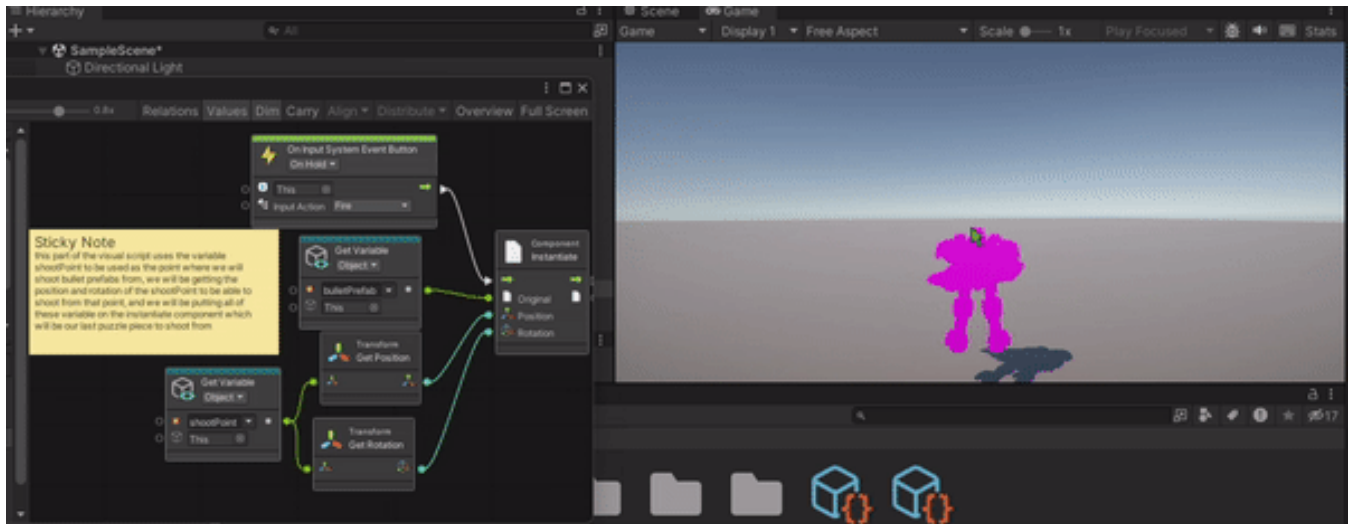 Hierarchy
All
SampleScene*
Directional Light
0.8x
Relations Values Dim Carry Align Distribute Overview Full Screen
On Input System Event Button
On Hold
This
Input Action Fire
Sticky Note
this part of the visual script uses the variable
shootPoint to be used as the point where we will
shoot bullet prefabs from, we will be getting the
position and rotation of the shootPoint to be able to
shoot from that point, and we will be putting all of
these variable on the instantiate component which
will be our last puzzle piece to shoot from
Get Variable
Object
bulletPrefab
This
Component
Instantiate
Original
Position
Rotation
Transform
Get Position
Get Variable
Object
shootPoint
This
Transform
Get Rotation
Scene Game
Game Display 1 Free Aspect Scale 1x Play Focused Stats
17